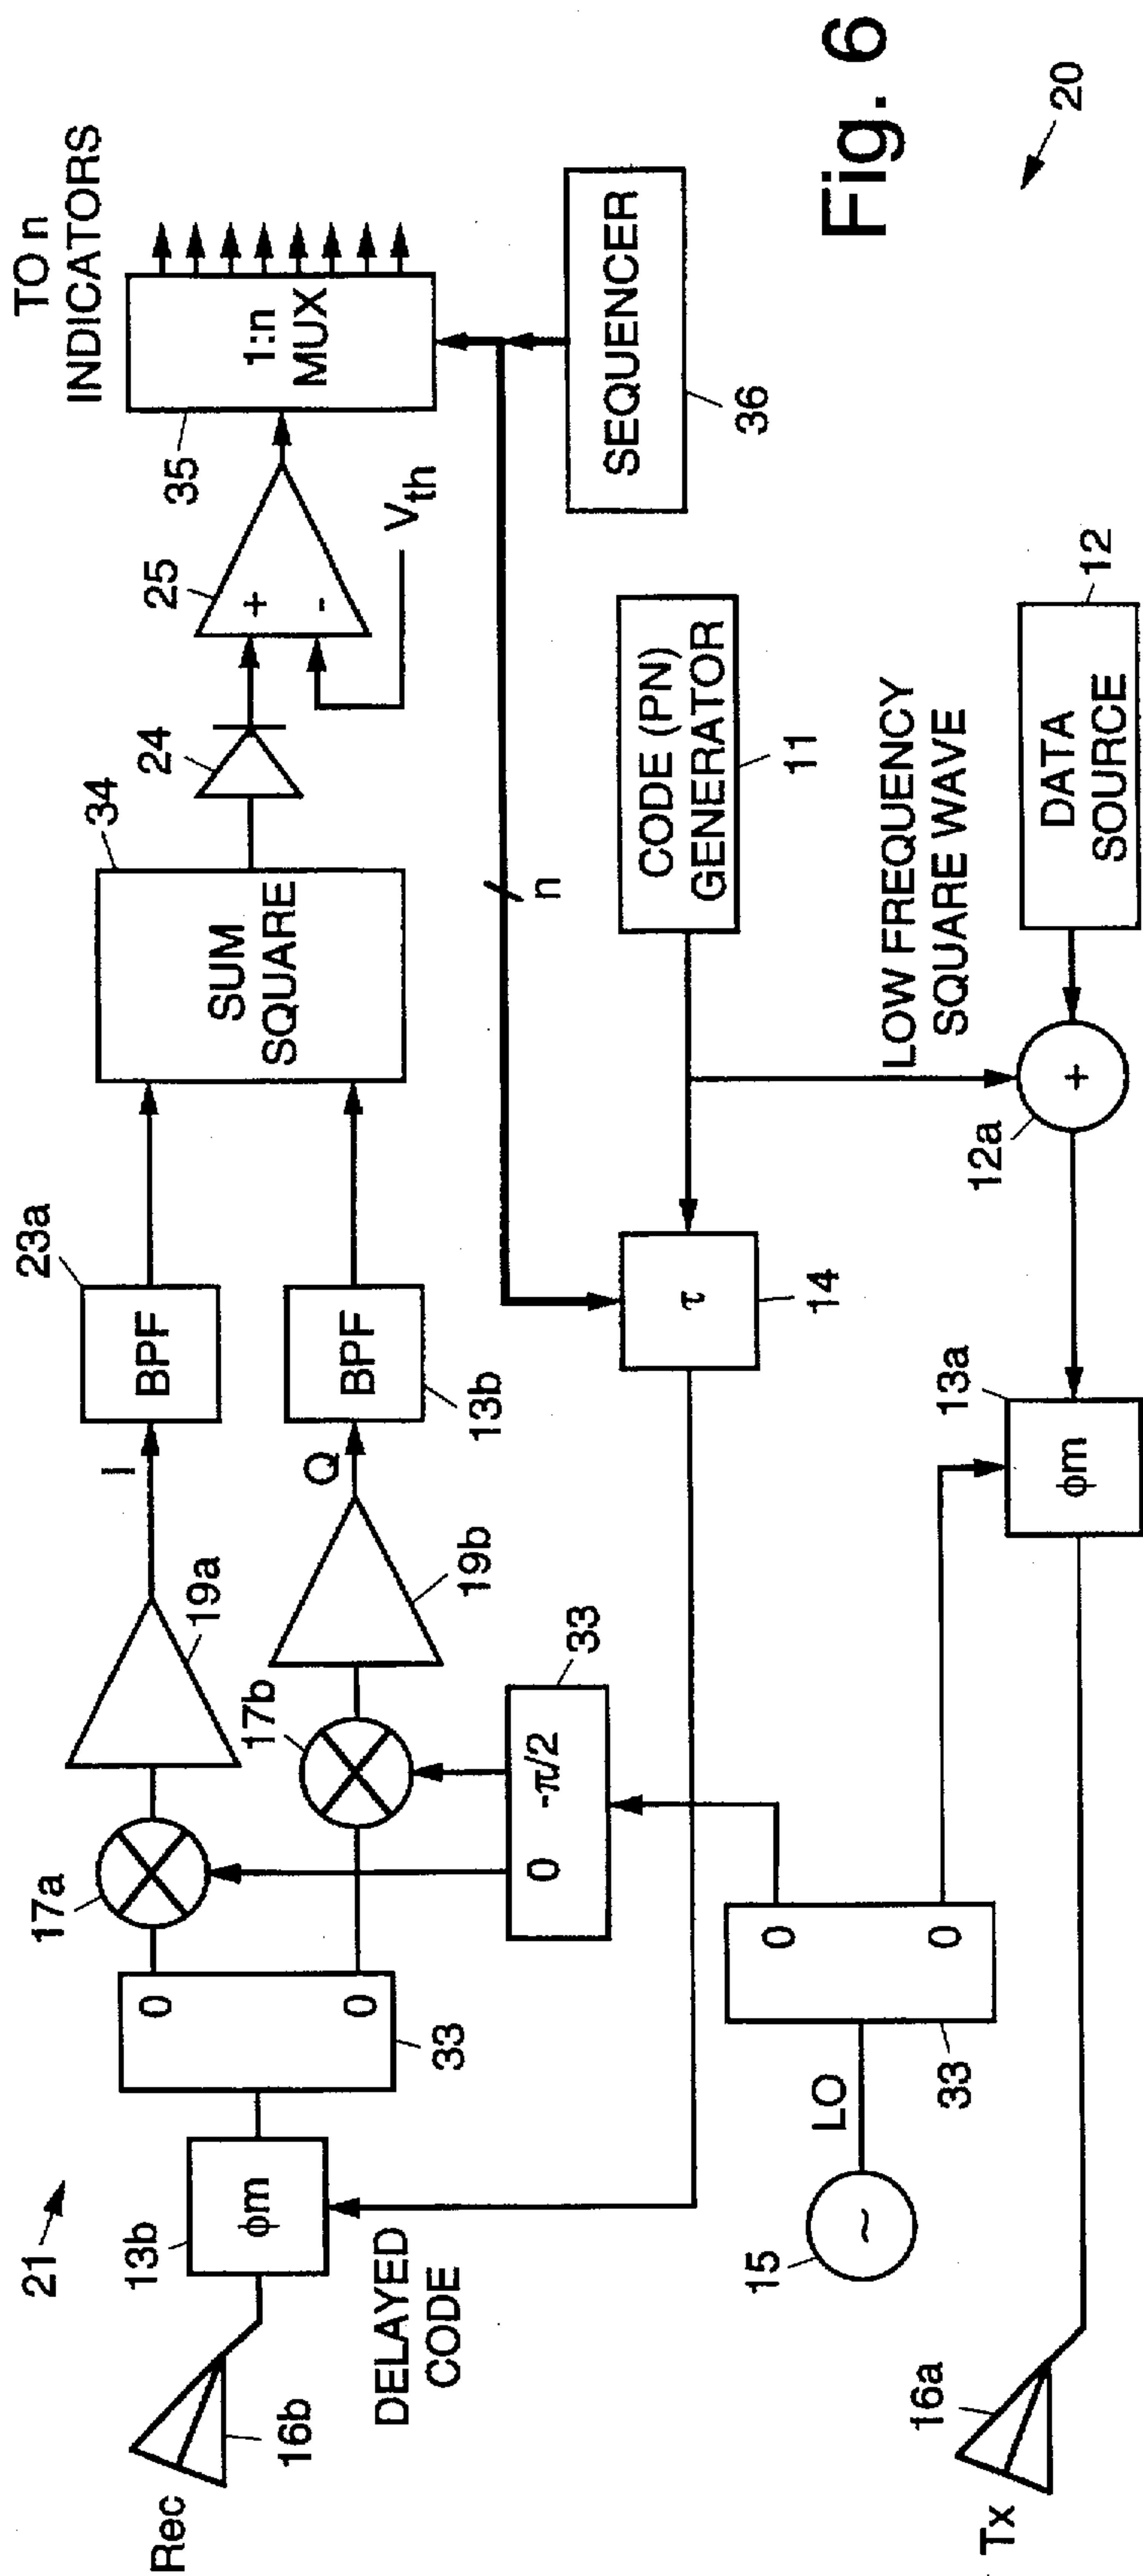 Fig. 6
20
21
Rec
16b
13b
φm
DELAYED
CODE
0
0
33
17a
17b
0 -π/2
33
19a
19b
I
Q
23a
BPF
BPF
13b
34
SUM
SQUARE
24
25
+
-
Vth
35
1:n
MUX
TO n
INDICATORS
SEQUENCER
36
n
τ
14
CODE (PN)
GENERATOR
11
LOW FREQUENCY
SQUARE WAVE
DATA
SOURCE
12
+
12a
13a
φm
15
~
LO
0
0
33
16a
Tx